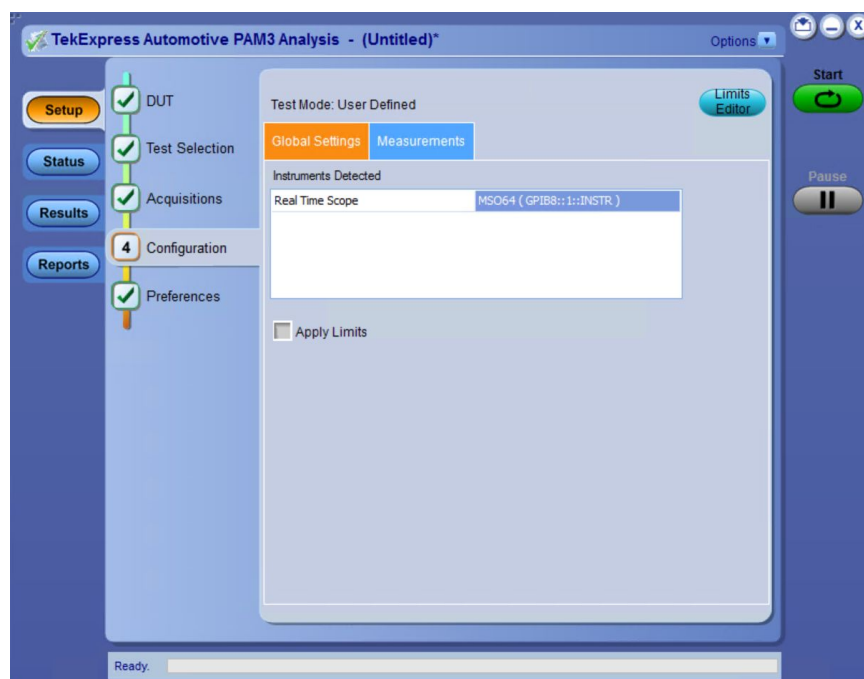 TekExpress Automotive PAM3 Analysis - (Untitled)*
Options
Start
Setup
DUT
Test Mode: User Defined
Limits
Editor
Status
Test Selection
Global Settings
Measurements
Instruments Detected
Pause
Results
Acquisitions
Real Time Scope
MSO64 ( GPIB8::1::INSTR )
Reports
4
Configuration
Preferences
Apply Limits
Ready.